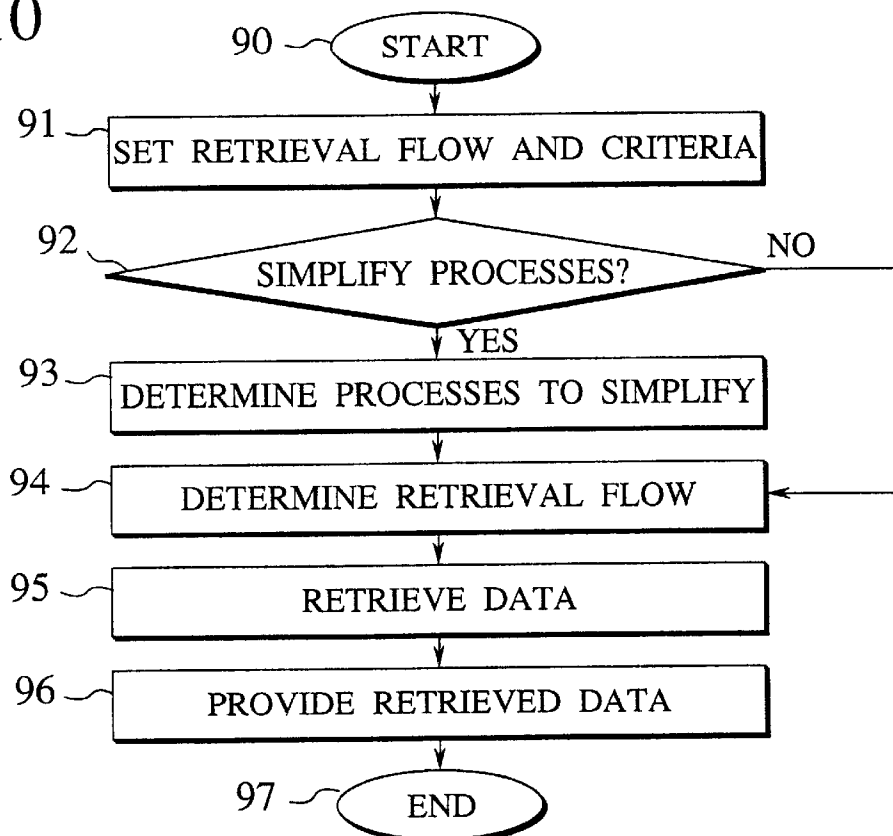 90 START
91 SET RETRIEVAL FLOW AND CRITERIA
92 SIMPLIFY PROCESSES? NO
YES
93 DETERMINE PROCESSES TO SIMPLIFY
94 DETERMINE RETRIEVAL FLOW
95 RETRIEVE DATA
96 PROVIDE RETRIEVED DATA
97 END